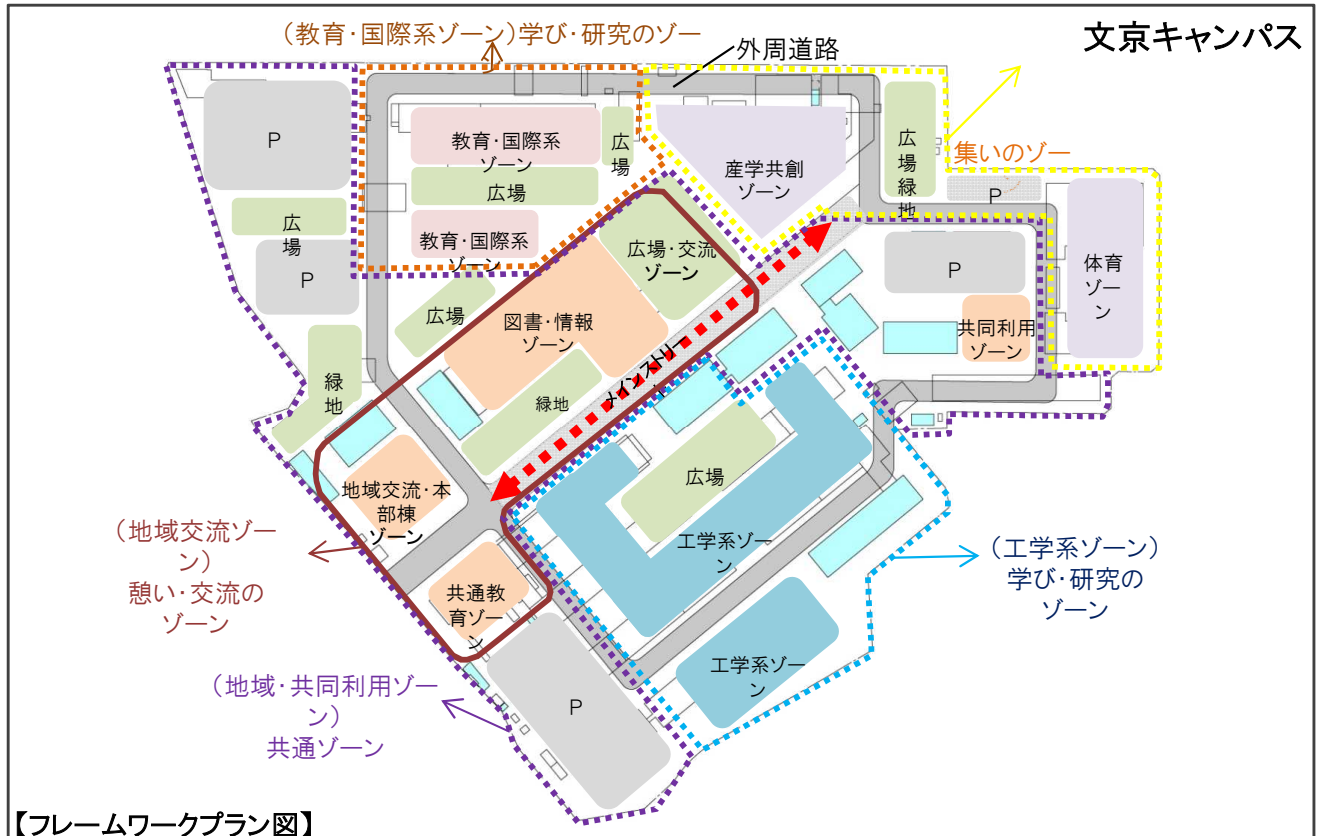 文京キャンパス
(教育・国際系ゾーン)学び・研究のゾー
外周道路
P
教育・国際系
ゾーン
広
場
産学共創
ゾーン
広
場
緑
地
集いのゾー
P
広場
広
場
教育・国際系
ゾーン
広場・交流
ゾーン
P
P
体育
ゾー
ン
広場
図書・情報
ゾーン
共同利用
ゾーン
メインストリー
ト
緑
地
緑地
広場
地域交流・本
部棟
ゾーン
工学系ゾー
ン
(地域交流ゾー
ン)
憩い・交流の
ゾーン
(工学系ゾーン)
学び・研究の
ゾーン
共通教
育ゾー
ン
工学系ゾー
ン
(地域・共同利用ゾー
ン)
共通ゾーン
P
【フレームワークプラン図】